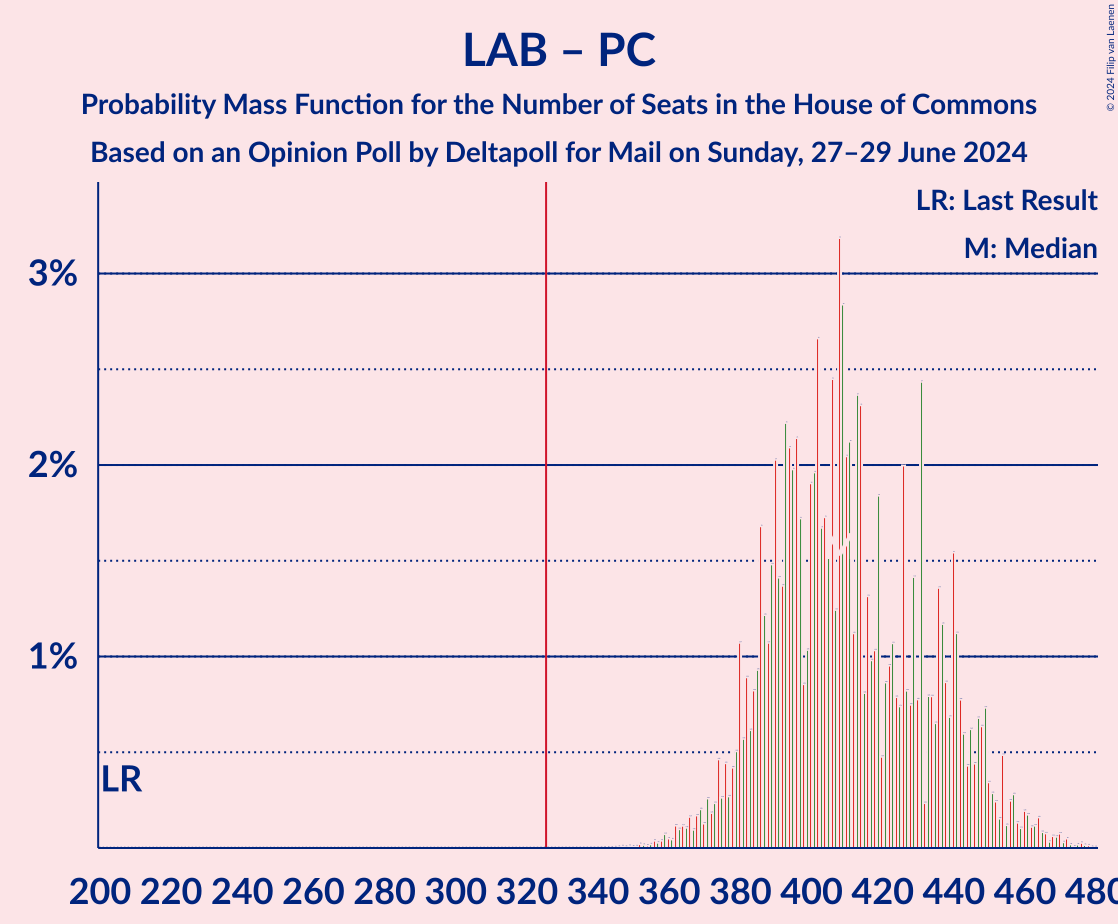 LAB – PC
Probability Mass Function for the Number of Seats in the House of Commons
Based on an Opinion Poll by Deltapoll for Mail on Sunday, 27–29 June 2024
© 2024 Filip van Laenen
LR: Last Result
M: Median
3%
2%
1%
LR
200 220 240 260 280 300 320 340 360 380 400 420 440 460 480